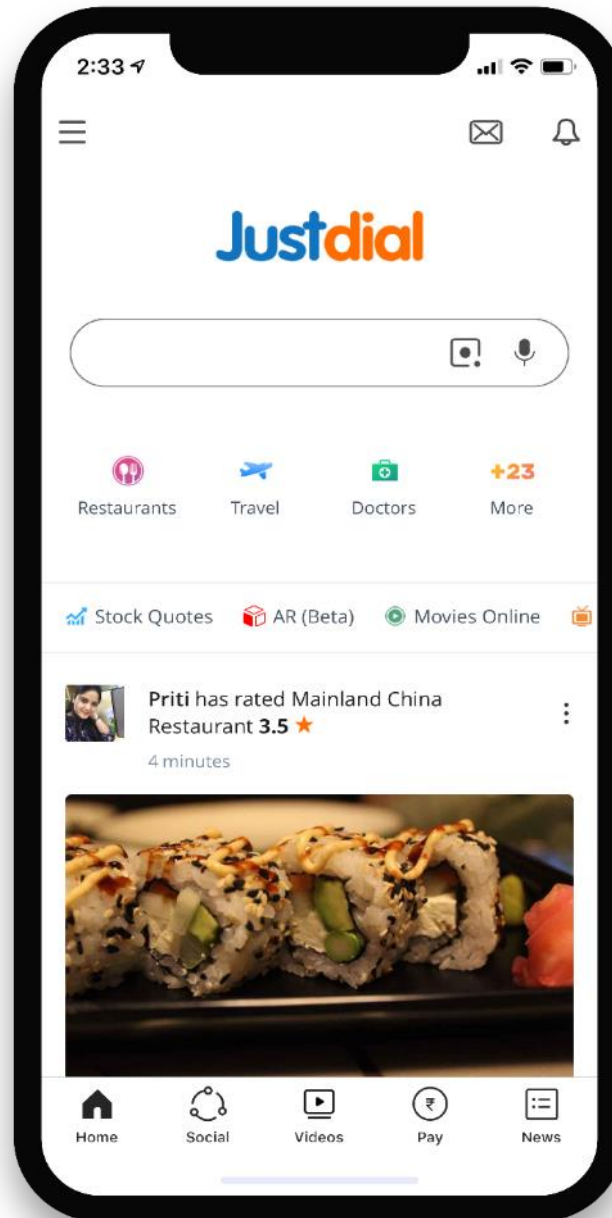 2:33
Justdial
Restaurants Travel Doctors +23 More
Stock Quotes AR (Beta) Movies Online
Priti has rated Mainland China
Restaurant 3.5
4 minutes
Home Social Videos Pay News